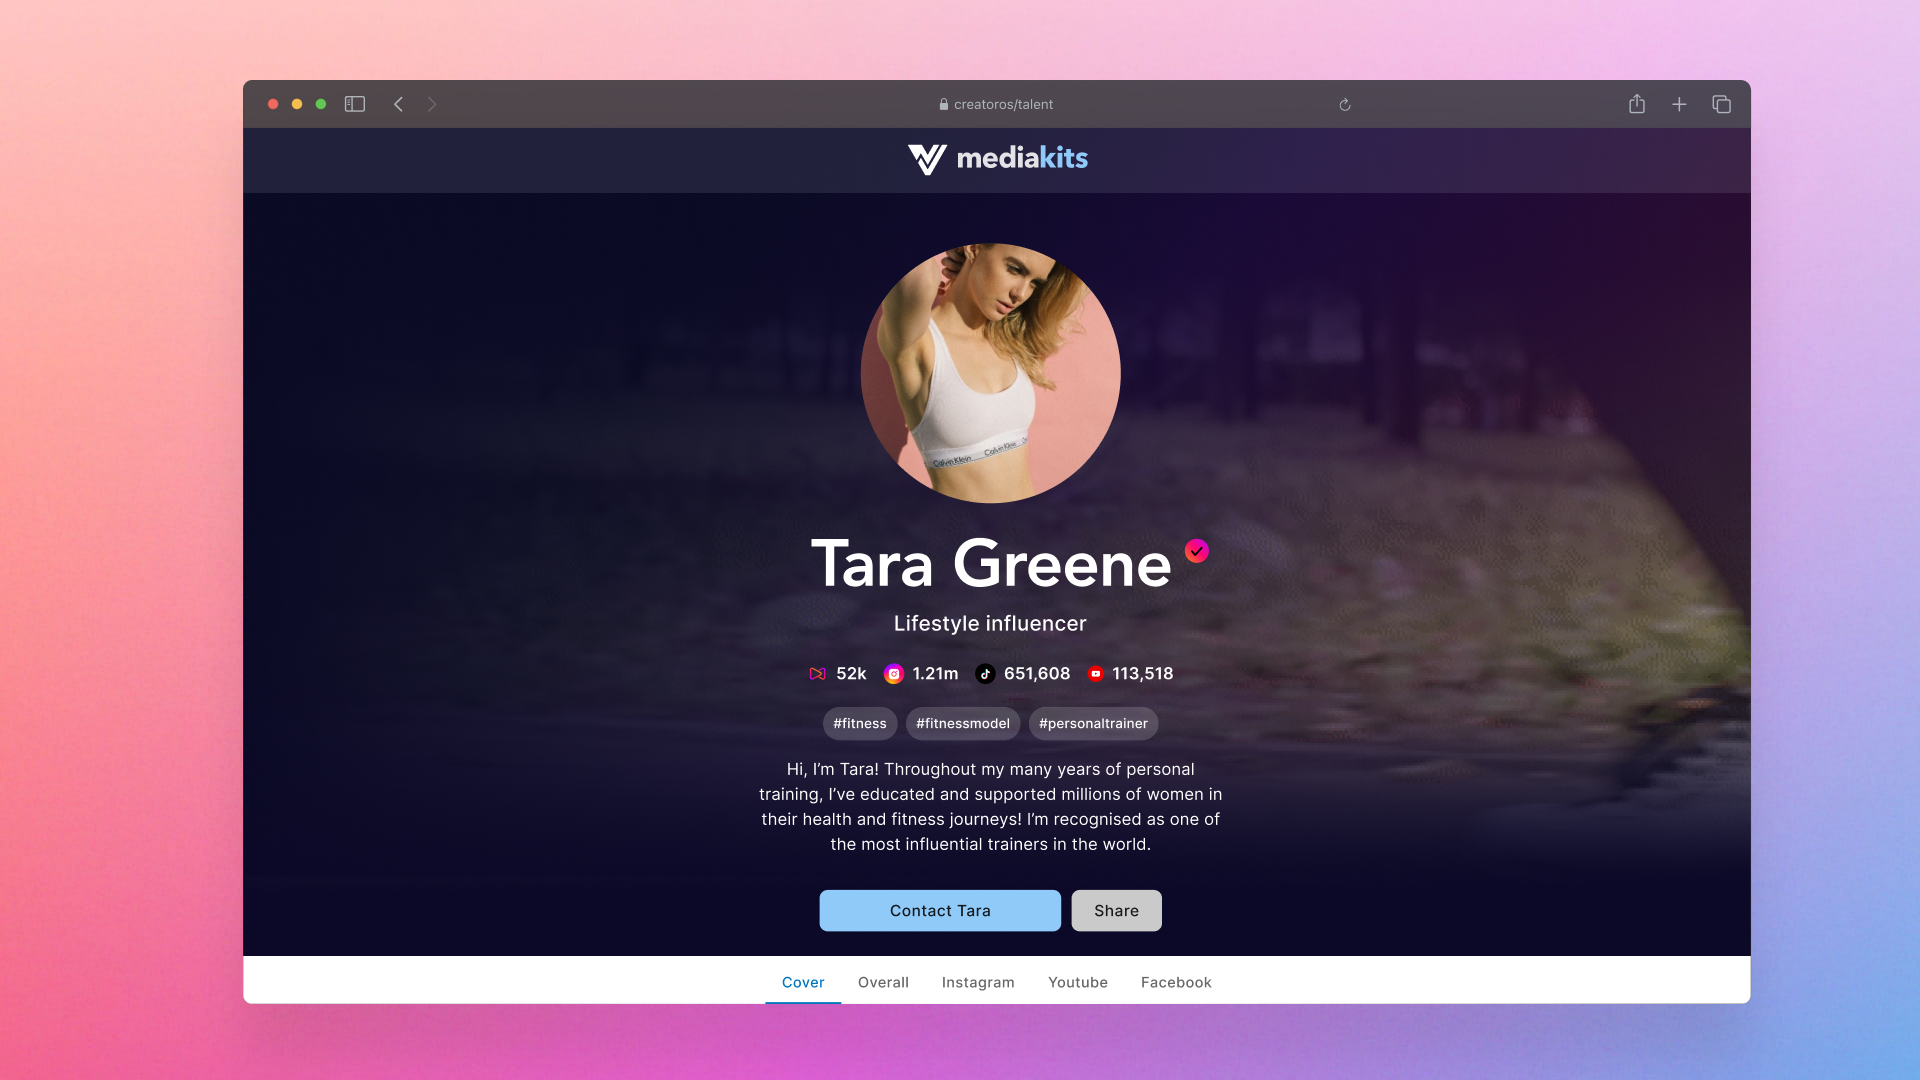 creatoros/talent
mediakits
Calvin Klein Calvin Klein
Tara Greene
Lifestyle influencer
52k 1.21m 651,608 113,518
#fitness #fitnessmodel #personaltrainer
Hi, I’m Tara! Throughout my many years of personal
training, I’ve educated and supported millions of women in
their health and fitness journeys! I’m recognised as one of
the most influential trainers in the world.
Contact Tara Share
Cover Overall Instagram Youtube Facebook